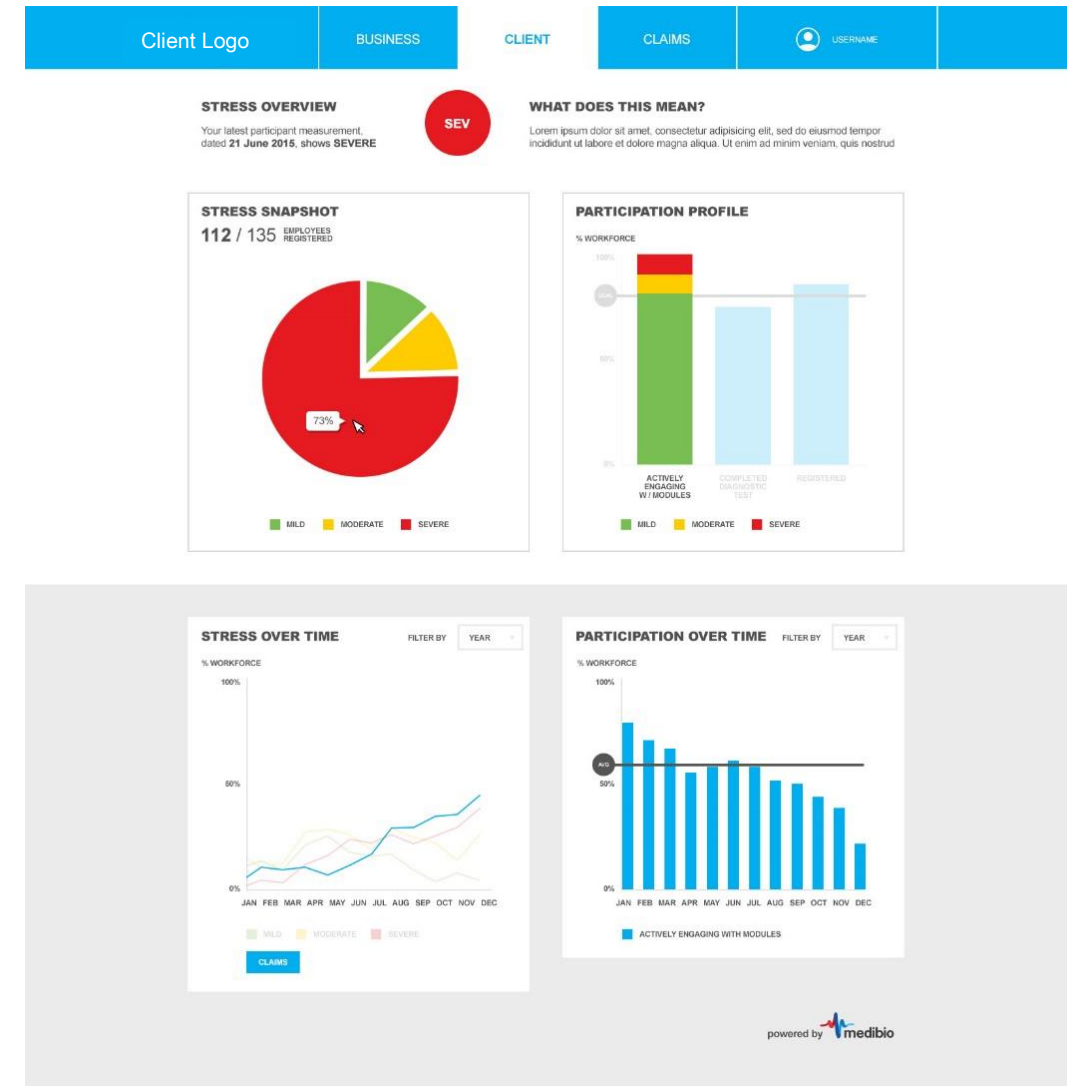 Client Logo
BUSINESS
CLIENT
CLAIMS
USERNAME
STRESS OVERVIEW
Your latest participant measurement,
dated 21 June 2015, shows SEVERE
SEV
WHAT DOES THIS MEAN?
Lorem ipsum dolor sit amet, consectetur adipisicing elit, sed do eiusmod tempor
incididunt ut labore et dolore magna aliqua. Ut enim ad minim veniam, quis nostrud
STRESS SNAPSHOT
112 / 135 EMPLOYEES
REGISTERED
73%
MILD MODERATE SEVERE
PARTICIPATION PROFILE
% WORKFORCE
100%
50%
0%
ACTIVELY
ENGAGING
W / MODULES
COMPLETED
DIAGNOSTIC
TEST
REGISTERED
MILD MODERATE SEVERE
STRESS OVER TIME
FILTER BY YEAR
% WORKFORCE
100%
50%
0%
JAN FEB MAR APR MAY JUN JUL AUG SEP OCT NOV DEC
MILD MODERATE SEVERE
CLAIMS
PARTICIPATION OVER TIME
FILTER BY YEAR
% WORKFORCE
100%
AVG
50%
0%
JAN FEB MAR APR MAY JUN JUL AUG SEP OCT NOV DEC
ACTIVELY ENGAGING WITH MODULES
powered by medibio